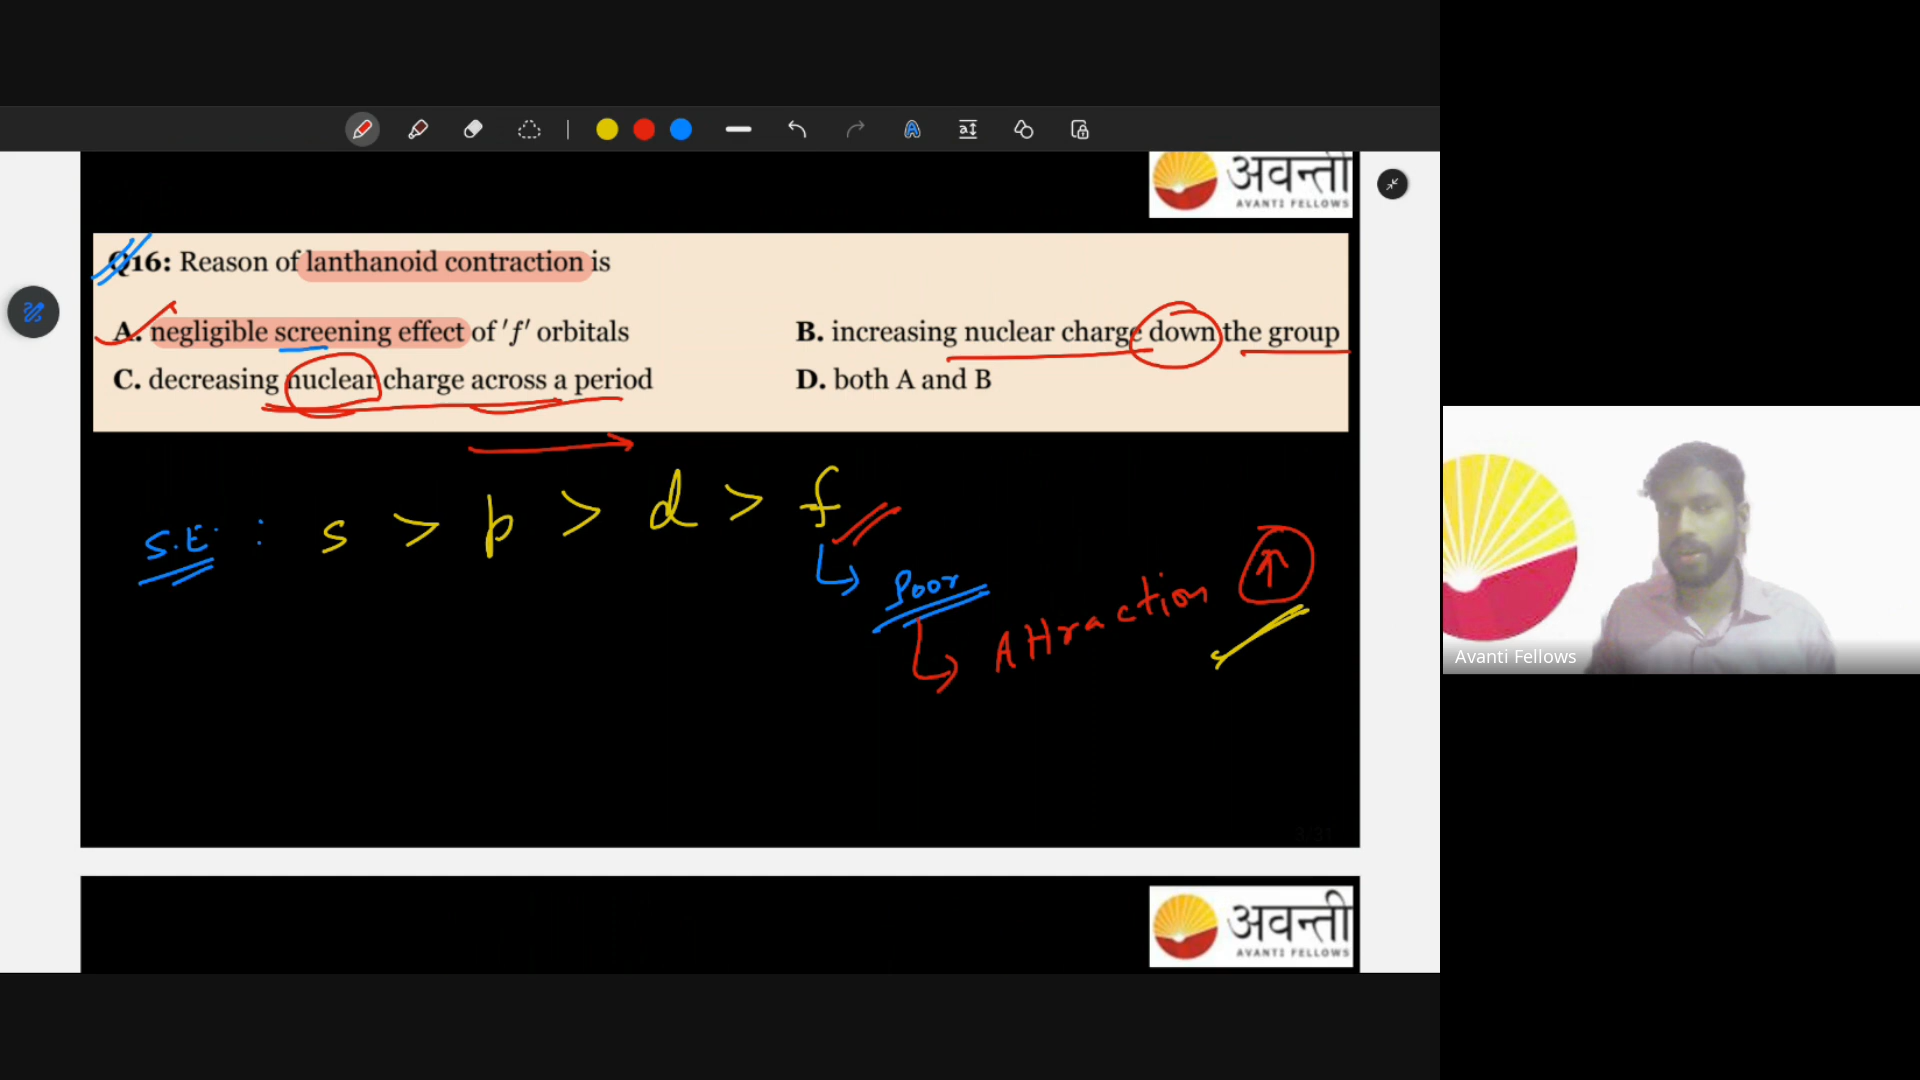 अवन्ती
AVANTI FELLOWS
Q16: Reason of lanthanoid contraction is
A. negligible screening effect of 'f' orbitals
B. increasing nuclear charge down the group
C. decreasing nuclear charge across a period
D. both A and B
S.E. : s > p > d > f
Poor
Attraction ↑
Avanti Fellows
अवन्ती
AVANTI FELLOWS